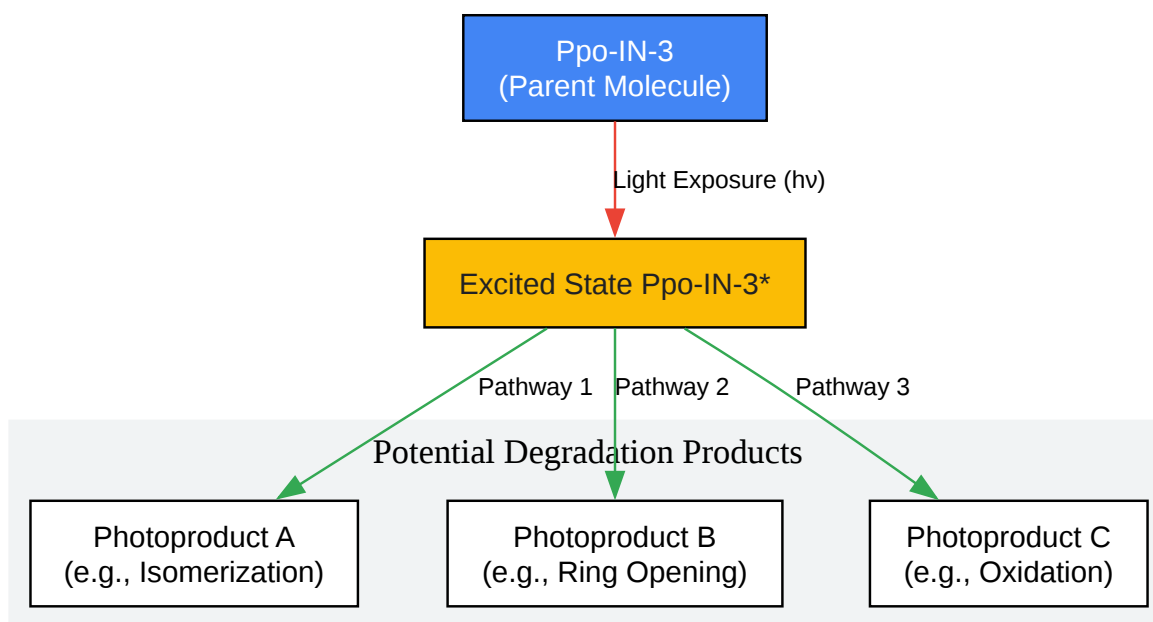 Ppo-IN-3
(Parent Molecule)
Light Exposure (hν)
Excited State Ppo-IN-3*
Pathway 1
Pathway 2
Pathway 3
Potential Degradation Products
Photoproduct A
(e.g., Isomerization)
Photoproduct B
(e.g., Ring Opening)
Photoproduct C
(e.g., Oxidation)